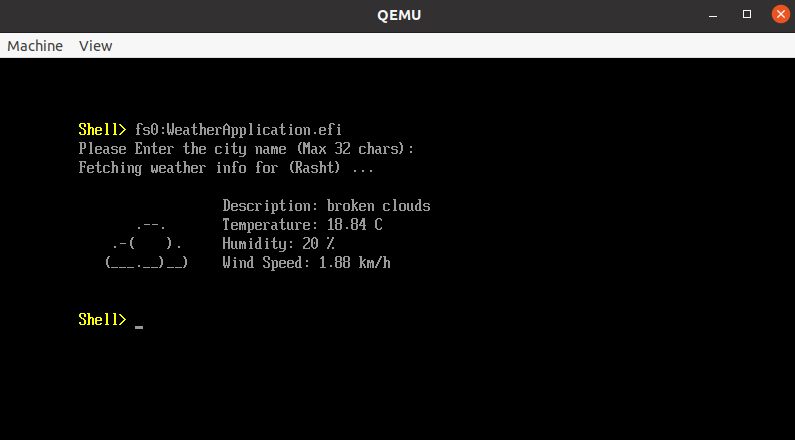 QEMU
Machine View
Shell> fs0:WeatherApplication.efi
Please Enter the city name (Max 32 chars):
Fetching weather info for (Rasht) ...
Description: broken clouds
.--. Temperature: 18.84 C
.-( ). Humidity: 20 %
(___.__)__) Wind Speed: 1.88 km/h
Shell> _